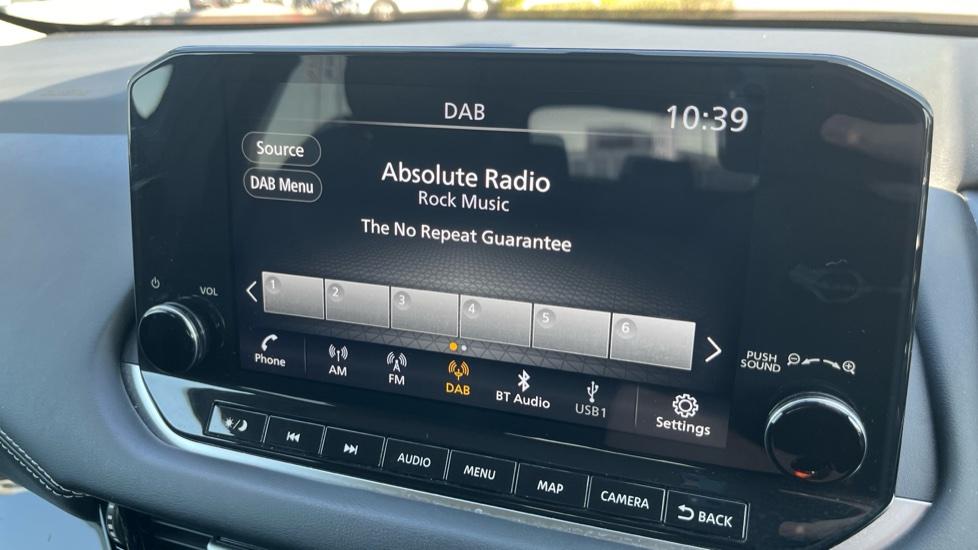 DAB
10:39
Source
DAB Menu
Absolute Radio
Rock Music
The No Repeat Guarantee
1 2 3 4 5 6
VOL
PUSH
SOUND
Phone
AM
FM
DAB
BT Audio
USB1
Settings
AUDIO
MENU
MAP
CAMERA
BACK